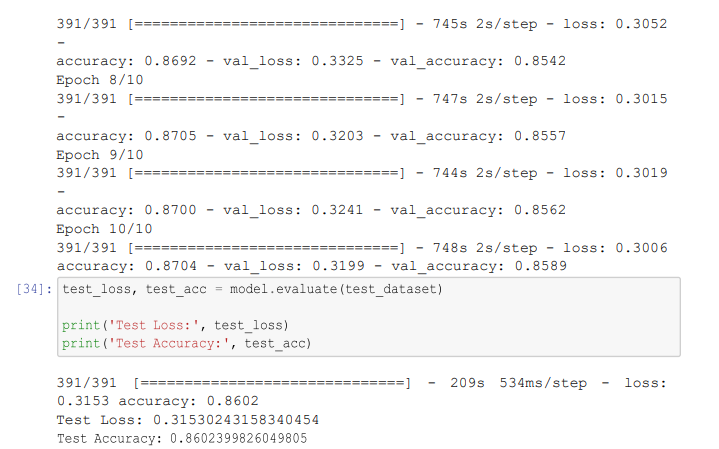 391/391 [==============================] - 745s 2s/step - loss: 0.3052
-
accuracy: 0.8692 - val_loss: 0.3325 - val_accuracy: 0.8542
Epoch 8/10
391/391 [==============================] - 747s 2s/step - loss: 0.3015
-
accuracy: 0.8705 - val_loss: 0.3203 - val_accuracy: 0.8557
Epoch 9/10
391/391 [==============================] - 744s 2s/step - loss: 0.3019
-
accuracy: 0.8700 - val_loss: 0.3241 - val_accuracy: 0.8562
Epoch 10/10
391/391 [==============================] - 748s 2s/step - loss: 0.3006
accuracy: 0.8704 - val_loss: 0.3199 - val_accuracy: 0.8589
[34]: test_loss, test_acc = model.evaluate(test_dataset)
print('Test Loss:', test_loss)
print('Test Accuracy:', test_acc)
391/391 [==============================] - 209s 534ms/step - loss:
0.3153 accuracy: 0.8602
Test Loss: 0.31530243158340454
Test Accuracy: 0.8602399826049805